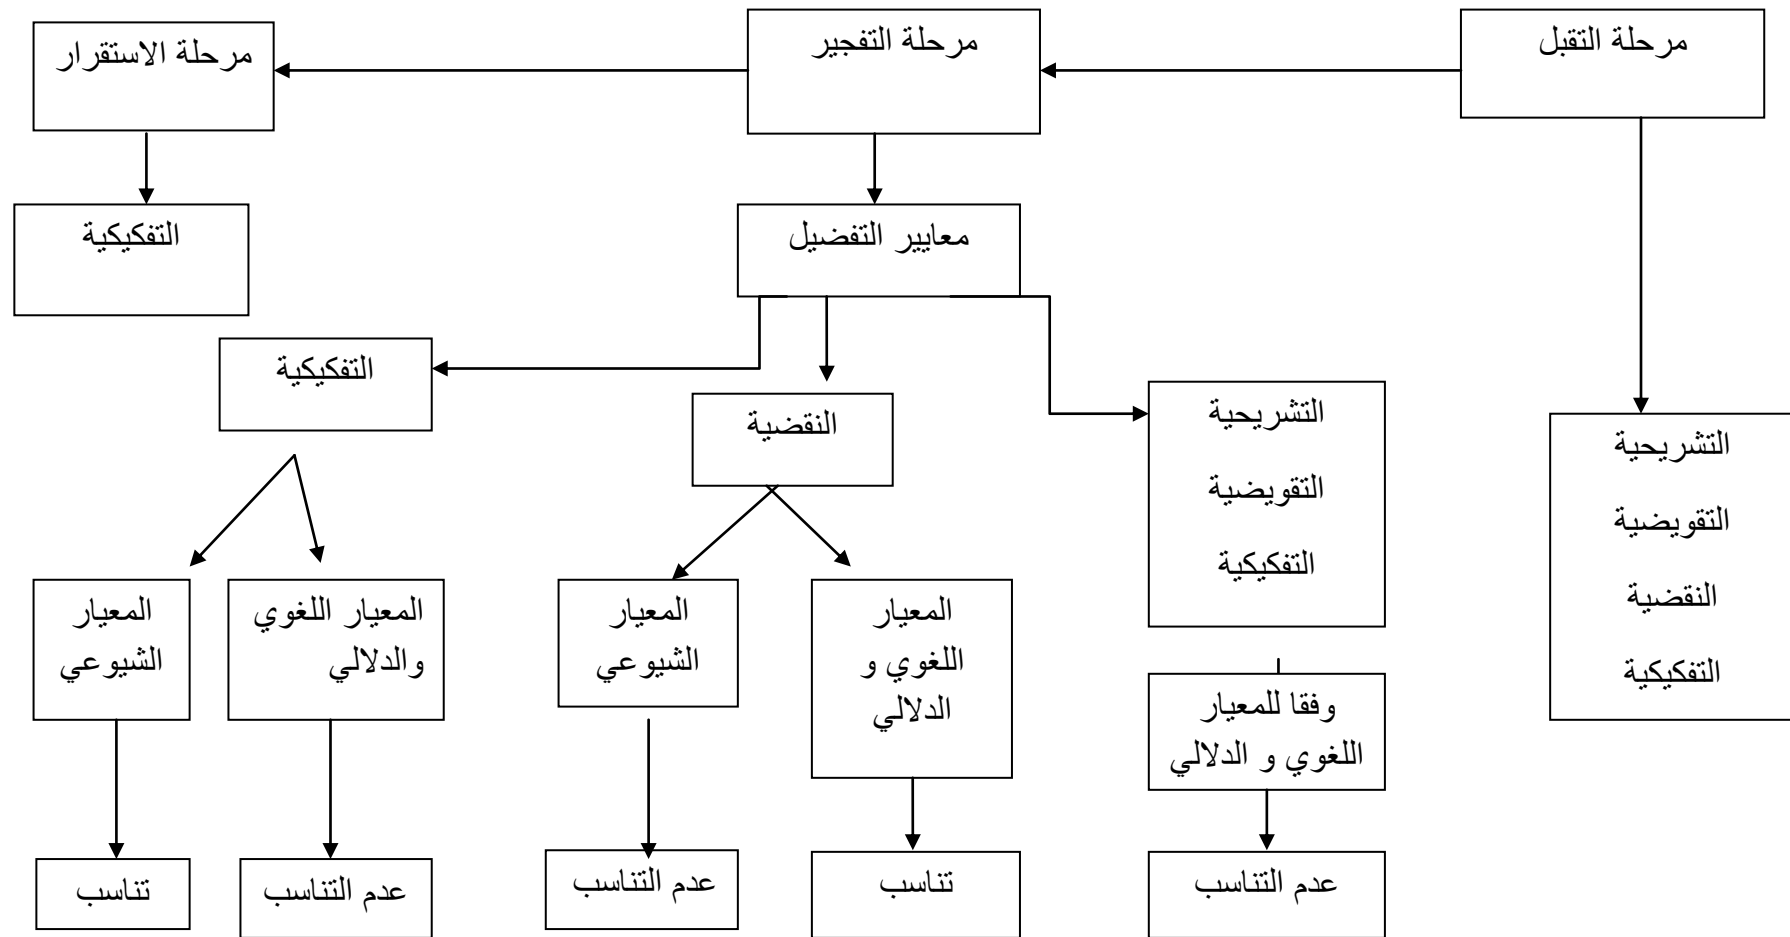 مرحلة التقبل
مرحلة التفجير
مرحلة الاستقرار
التفكيكية
معايير التفضيل
التفكيكية
النقضية
التشريحية
التقويضية
التفكيكية
التشريحية
التقويضية
النقضية
التفكيكية
المعيار
اللغوي و
الدلالي
المعيار
الشيوعي
المعيار اللغوي
والدلالي
المعيار
الشيوعي
وفقا للمعيار
اللغوي و الدلالي
عدم التناسب
تناسب
عدم التناسب
عدم التناسب
تناسب